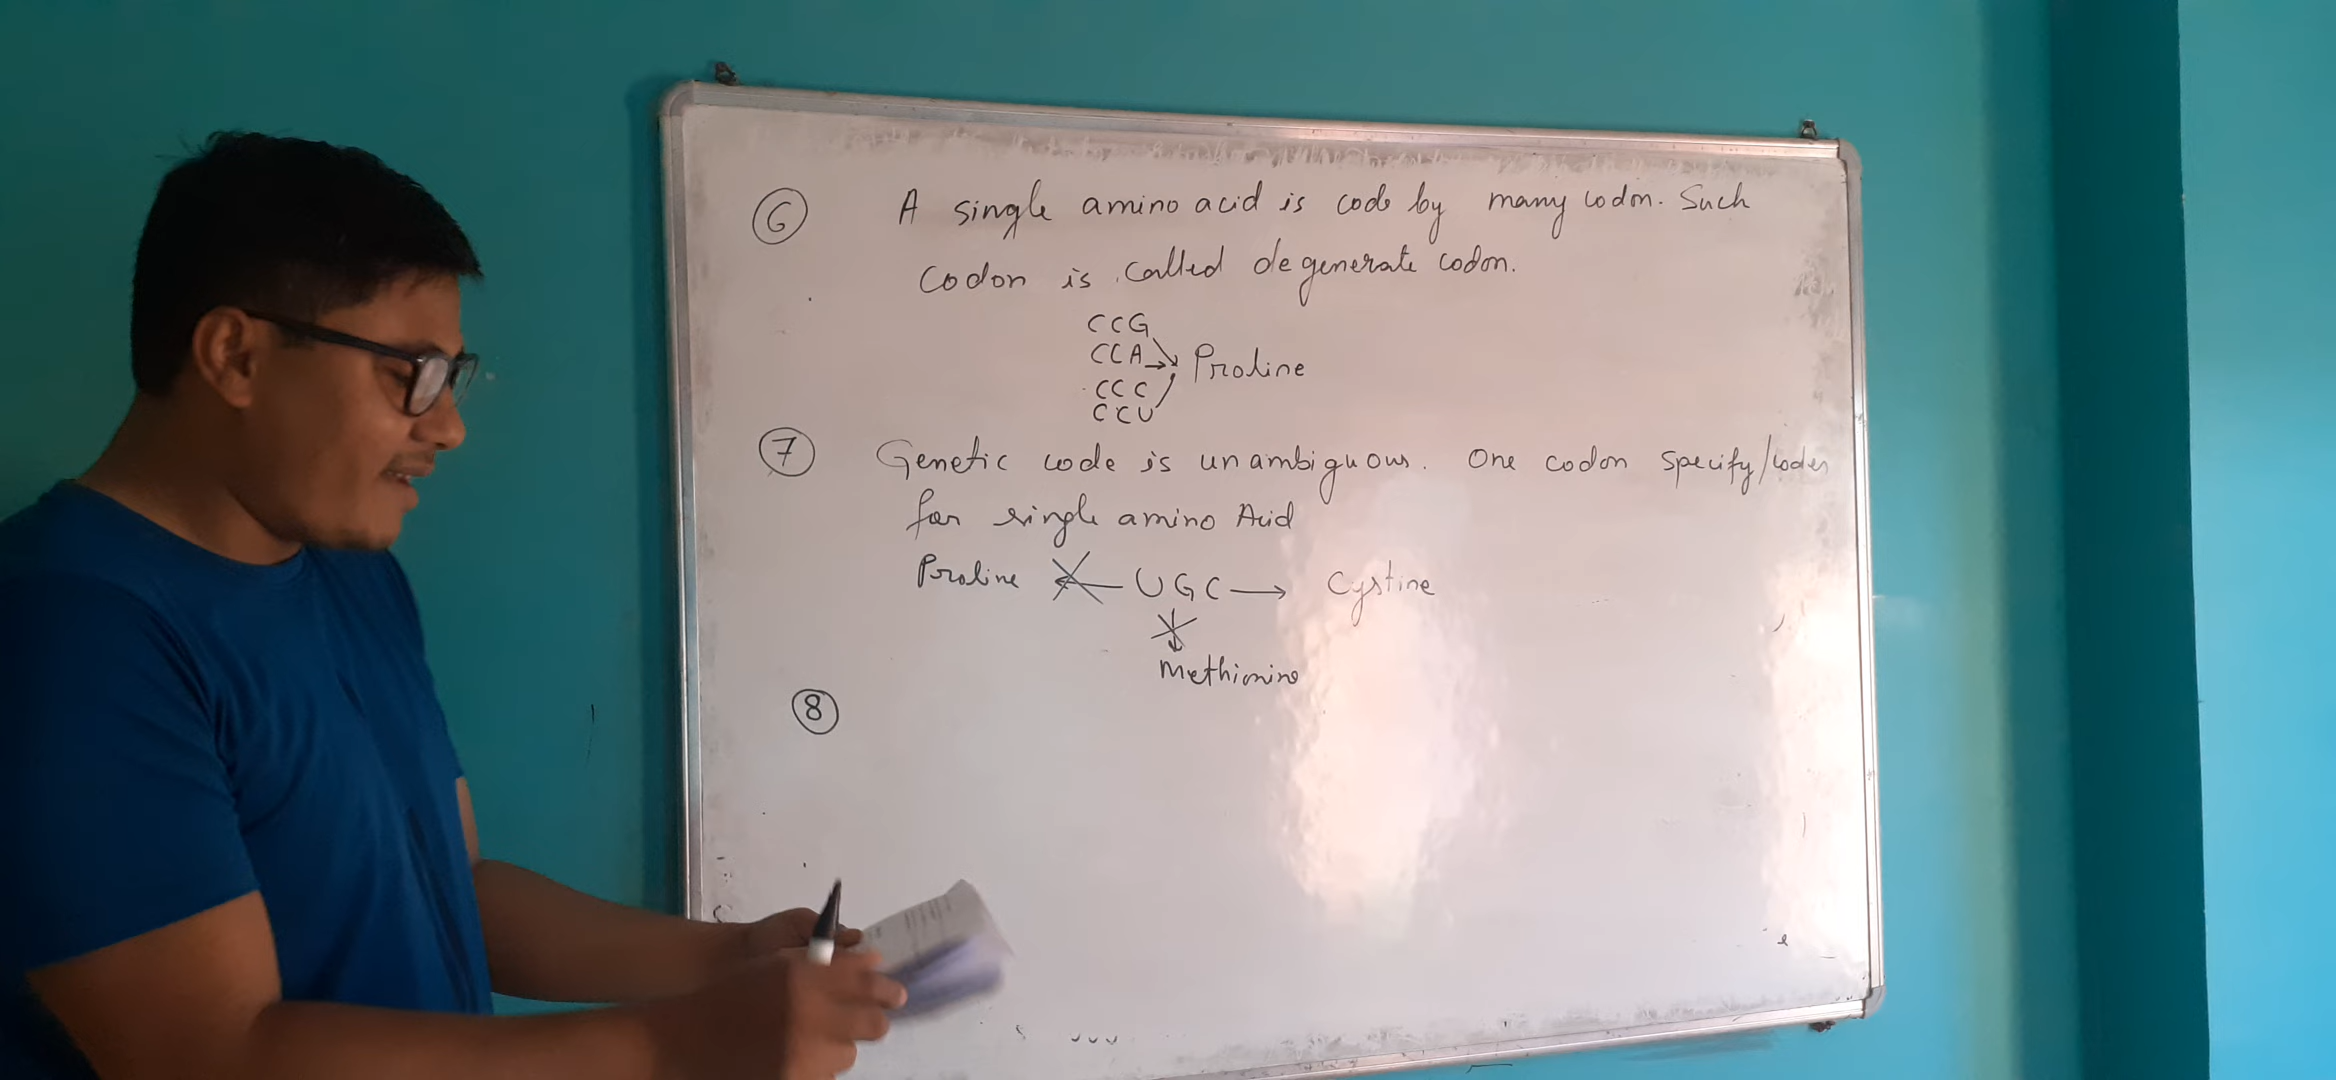 6 A single amino acid is code by many codon. Such
codon is called degenerate codon.
CCG
CCA → Proline
CCC
CCU
7 Genetic code is unambiguous. One codon specify/codes
for single amino Acid
Proline ← UGC → Cystine
Methionine
8